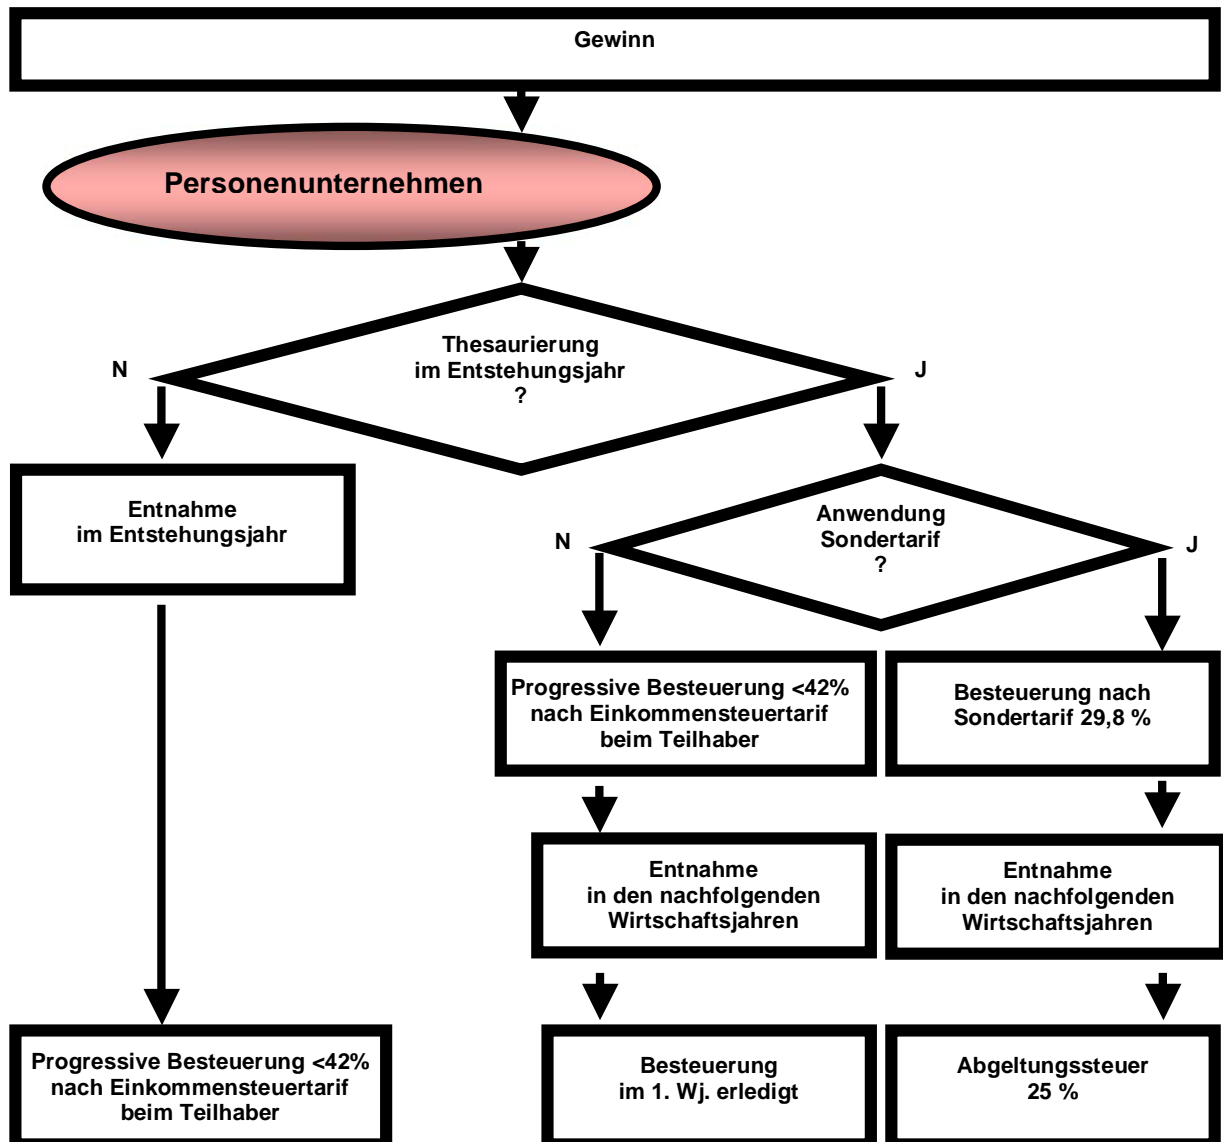 Gewinn
Personenunternehmen
Thesaurierung
im Entstehungsjahr
?
N
J
Entnahme
im Entstehungsjahr
Anwendung
Sondertarif
?
N
J
Progressive Besteuerung <42%
nach Einkommensteuertarif
beim Teilhaber
Besteuerung nach
Sondertarif 29,8 %
Entnahme
in den nachfolgenden
Wirtschaftsjahren
Entnahme
in den nachfolgenden
Wirtschaftsjahren
Progressive Besteuerung <42%
nach Einkommensteuertarif
beim Teilhaber
Besteuerung
im 1. Wj. erledigt
Abgeltungssteuer
25 %